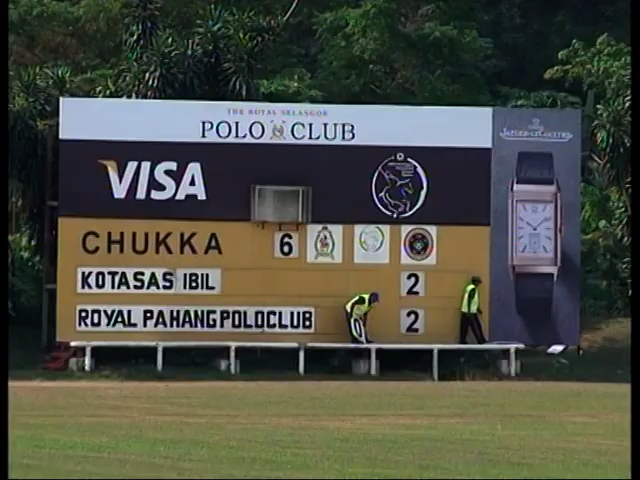 THE ROYAL SELANGOR
POLO CLUB
JAEGER-LECOULTRE
VISA
CHUKKA 6
KOTASAS IBIL 2
ROYAL PAHANG POLOCLUB 2